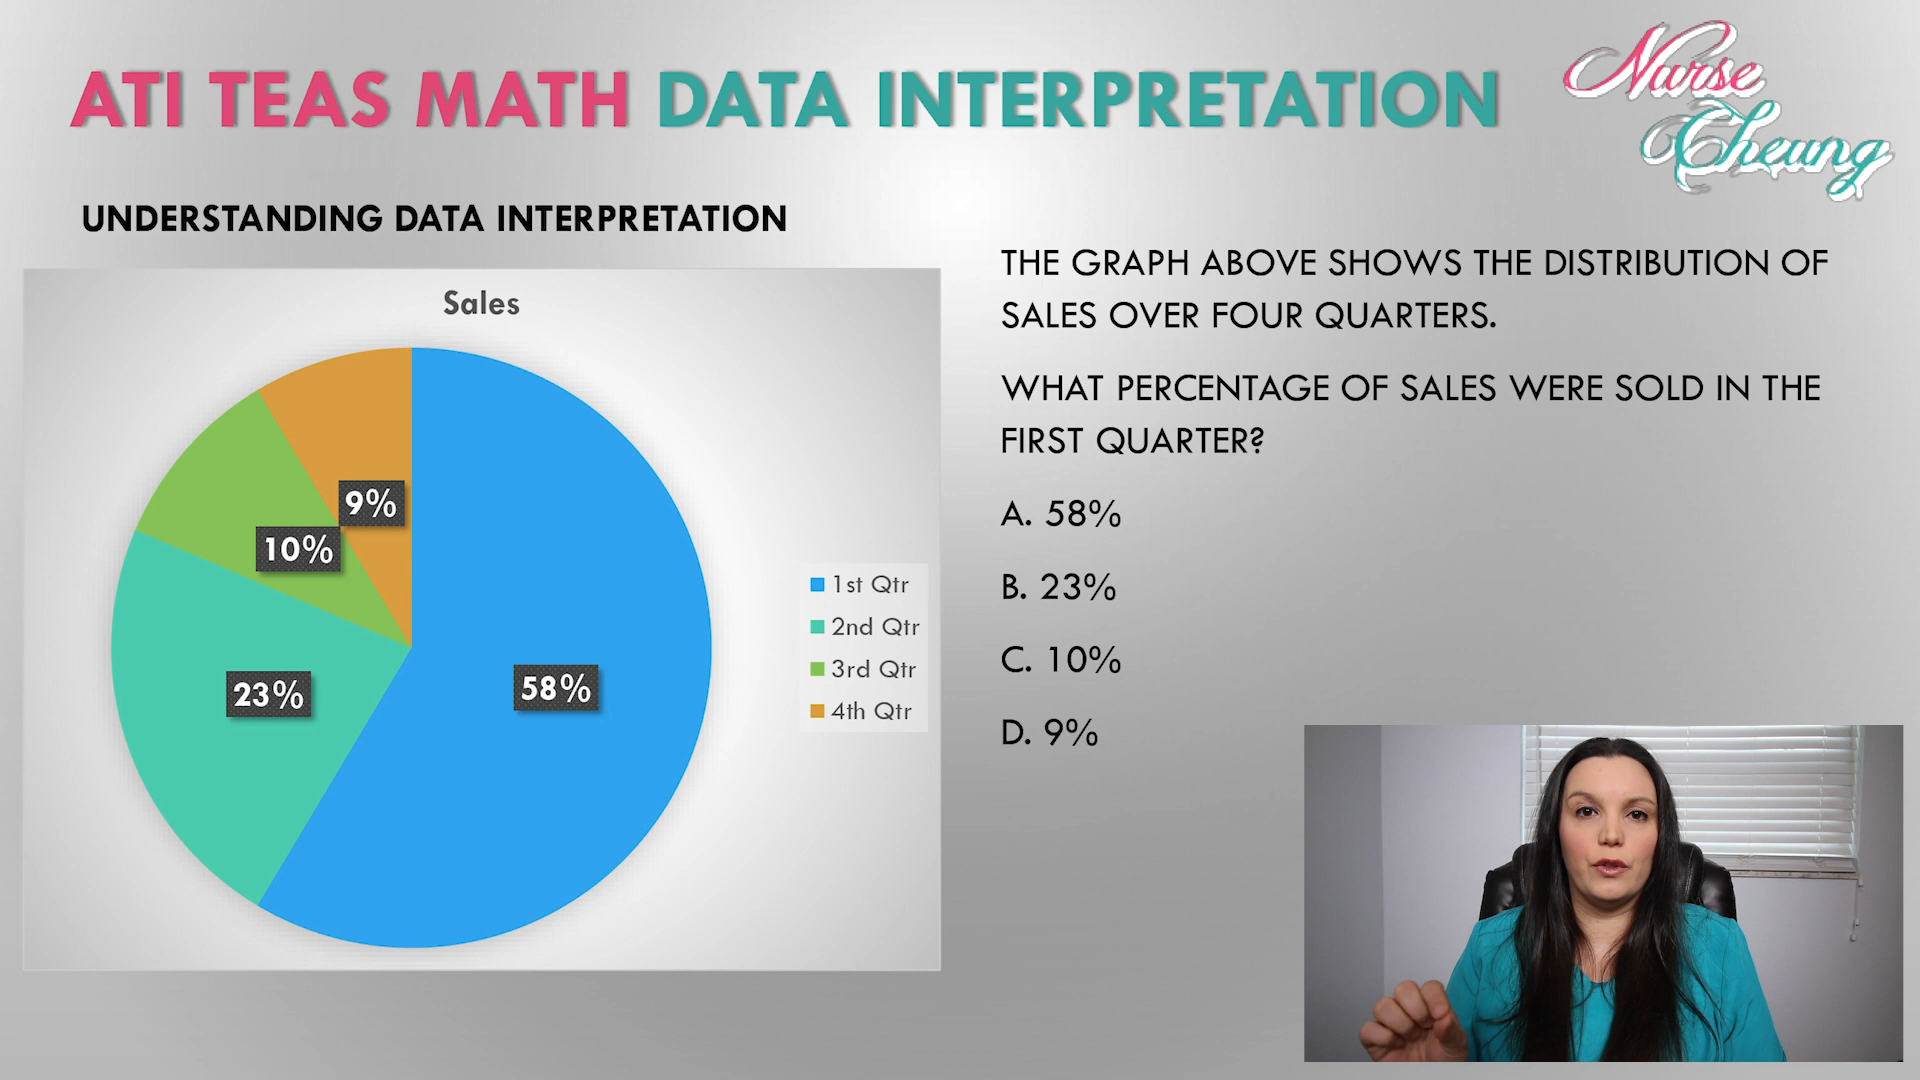 ATI TEAS MATH DATA INTERPRETATION
Nurse
Cheung
UNDERSTANDING DATA INTERPRETATION
Sales
9%
10%
23%
58%
1st Qtr
2nd Qtr
3rd Qtr
4th Qtr
THE GRAPH ABOVE SHOWS THE DISTRIBUTION OF
SALES OVER FOUR QUARTERS.
WHAT PERCENTAGE OF SALES WERE SOLD IN THE
FIRST QUARTER?
A. 58%
B. 23%
C. 10%
D. 9%